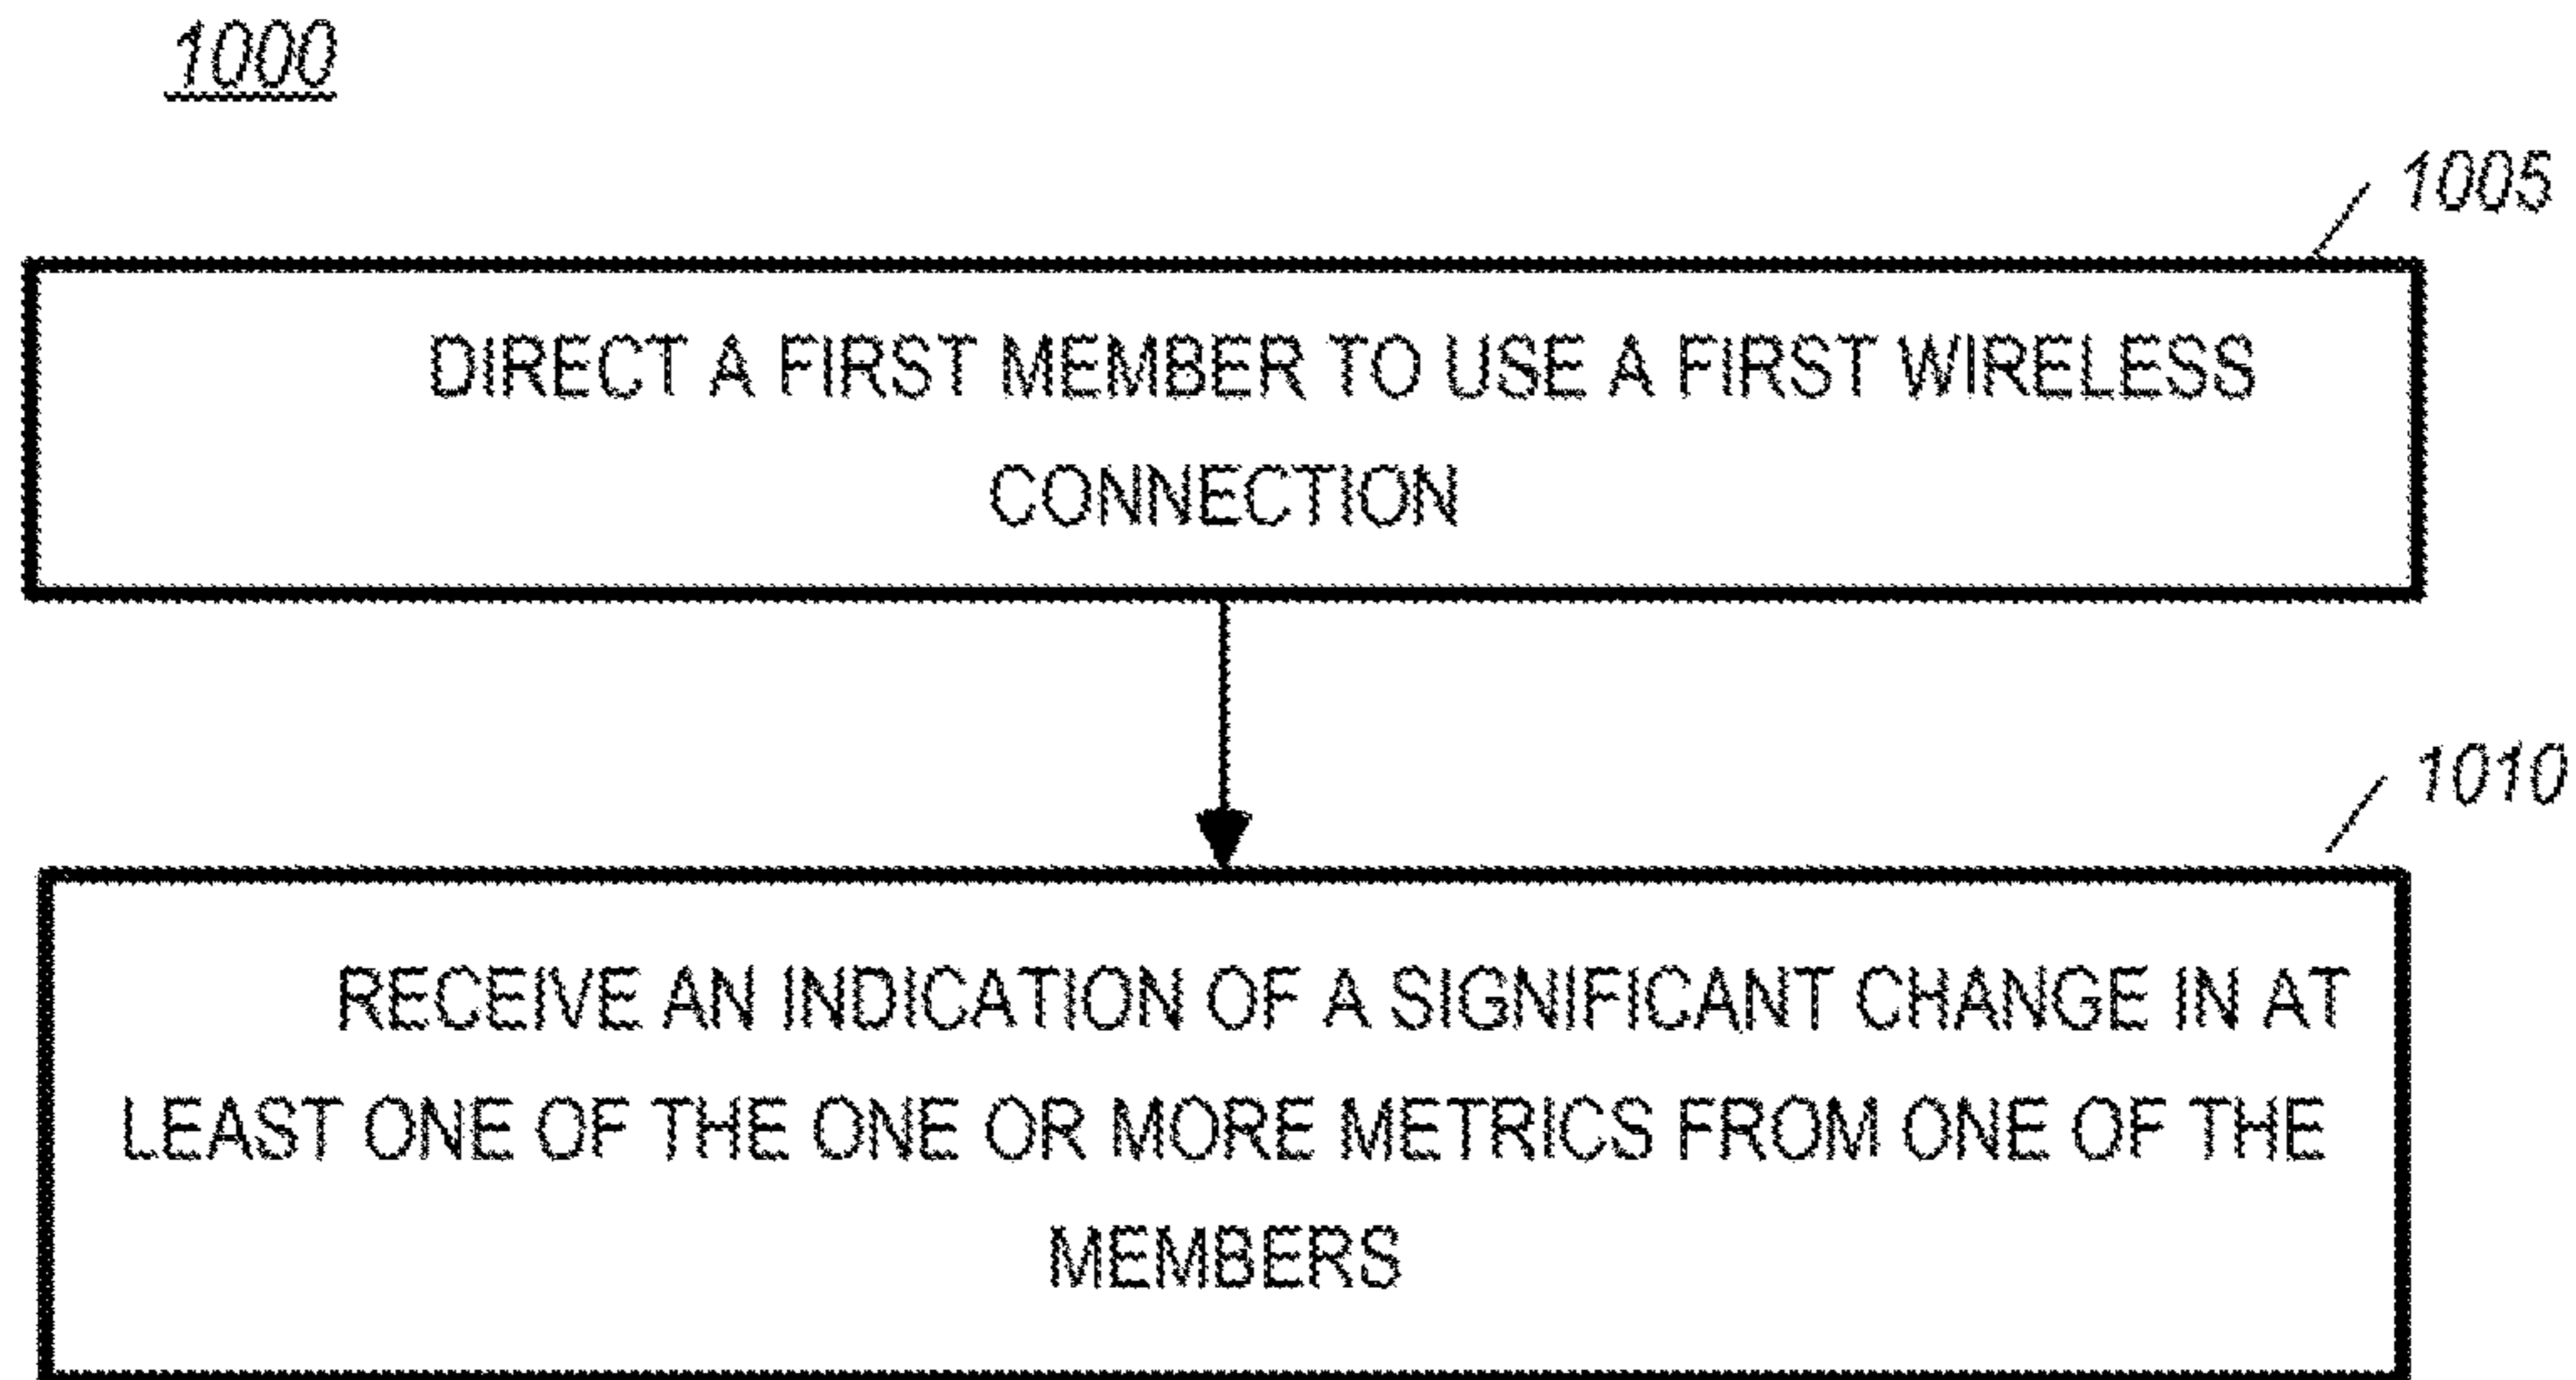 1000
1005
DIRECT A FIRST MEMBER TO USE A FIRST WIRELESS
CONNECTION
1010
RECEIVE AN INDICATION OF A SIGNIFICANT CHANGE IN AT
LEAST ONE OF THE ONE OR MORE METRICS FROM ONE OF THE
MEMBERS